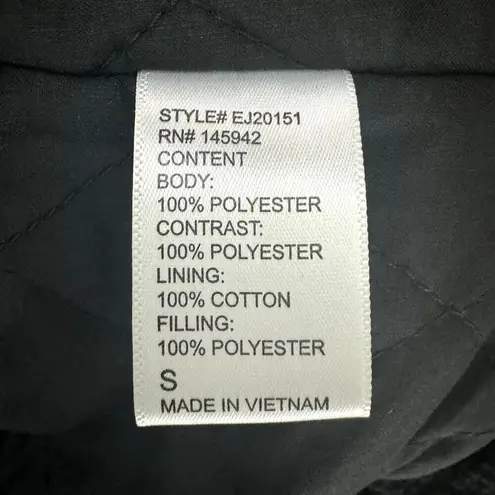 STYLE# EJ20151
RN# 145942
CONTENT
BODY:
100% POLYESTER
CONTRAST:
100% POLYESTER
LINING:
100% COTTON
FILLING:
100% POLYESTER
S
MADE IN VIETNAM